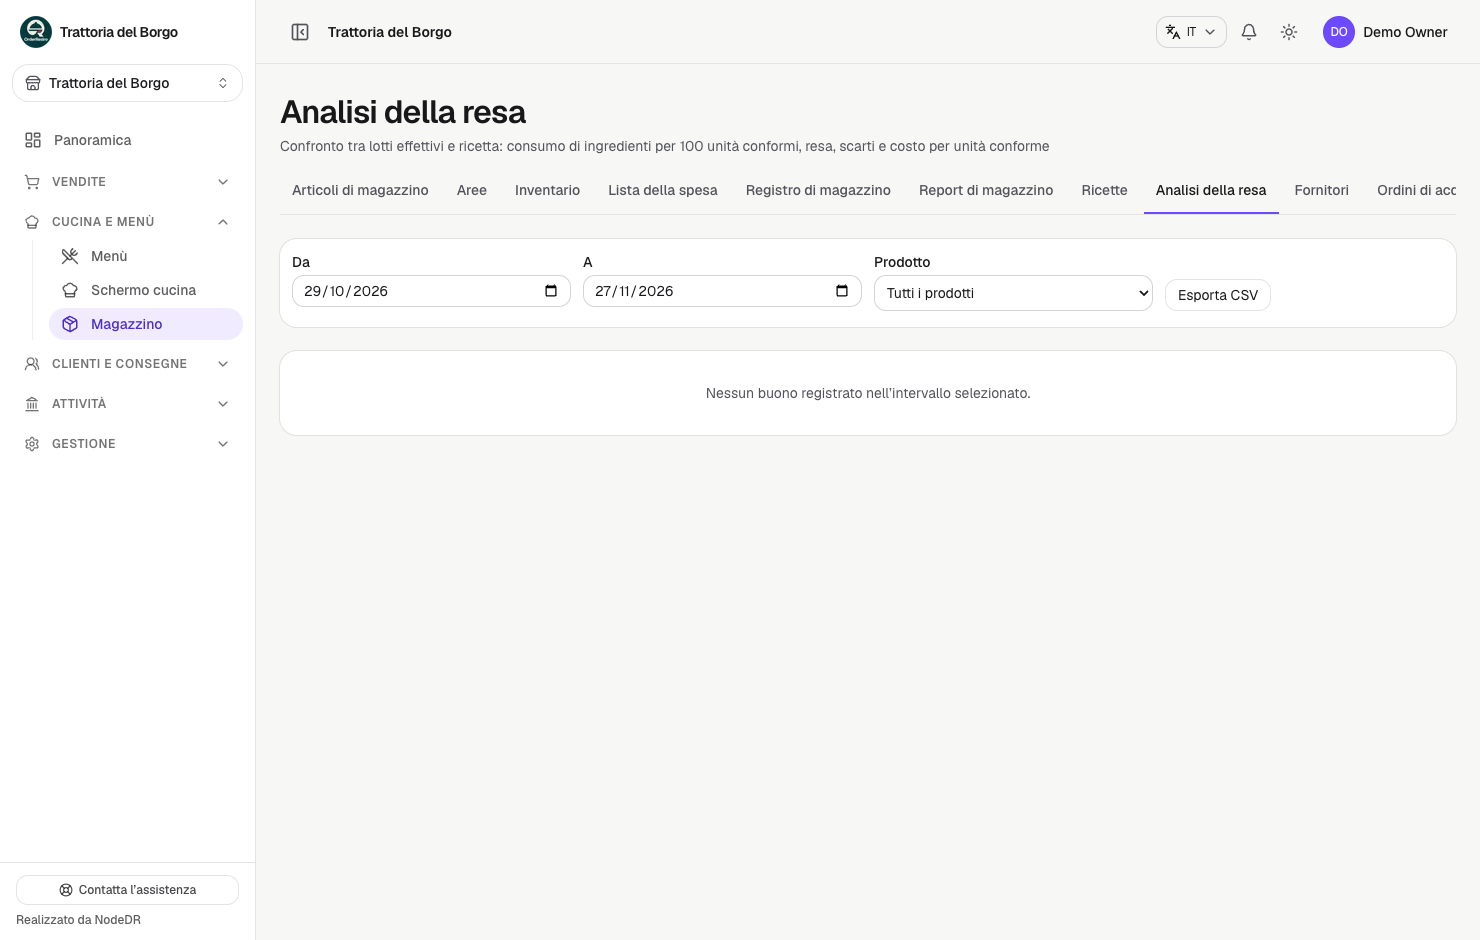 Trattoria del Borgo
Trattoria del Borgo
Panoramica
VENDITE
CUCINA E MENÙ
Menù
Schermo cucina
Magazzino
CLIENTI E CONSEGNE
ATTIVITÀ
GESTIONE
Contatta l'assistenza
Realizzato da NodeDR
Trattoria del Borgo
IT
DO
Demo Owner
Analisi della resa
Confronto tra lotti effettivi e ricetta: consumo di ingredienti per 100 unità conformi, resa, scarti e costo per unità conforme
Articoli di magazzino Aree Inventario Lista della spesa Registro di magazzino Report di magazzino Ricette Analisi della resa Fornitori Ordini di acc
Da A Prodotto
29/10/2026 27/11/2026 Tutti i prodotti Esporta CSV
Nessun buono registrato nell'intervallo selezionato.